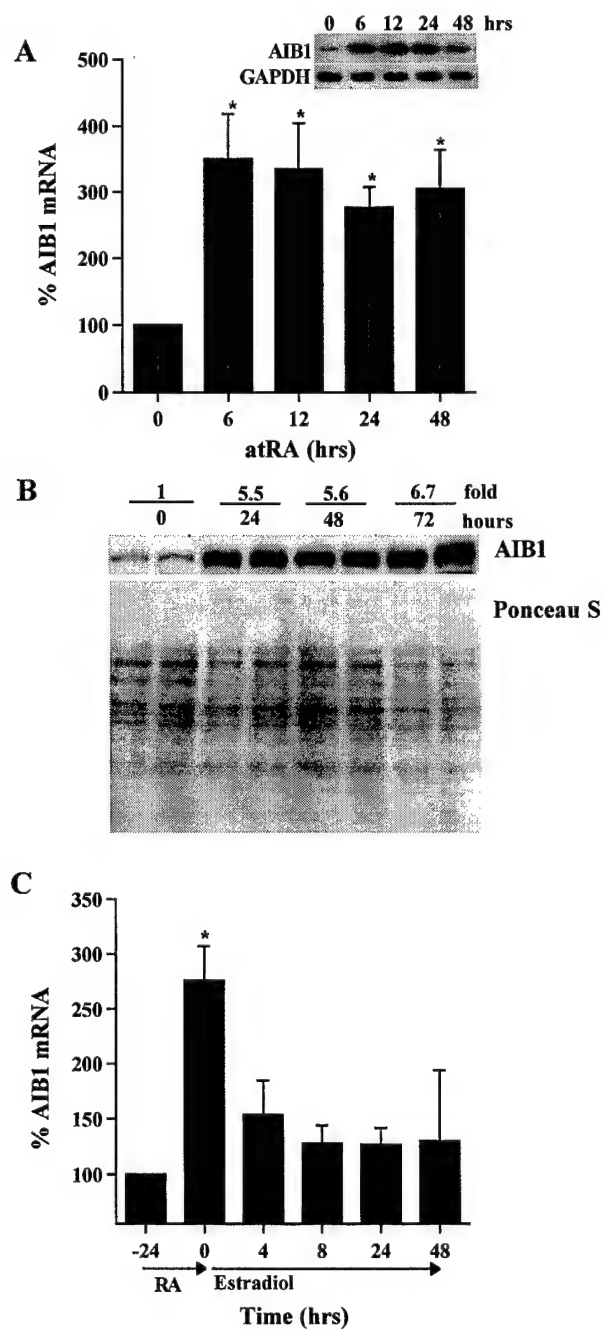 A
0 6 12 24 48 hrs
AIB1
GAPDH
500
400
300
200
100
0
% AIB1 mRNA
* * * *
0 6 12 24 48
atRA (hrs)
B
1 5.5 5.6 6.7 fold
0 24 48 72 hours
AIB1
Ponceau S
C
350
300
250
200
150
100
% AIB1 mRNA
*
-24 0 4 8 24 48
RA Estradiol
Time (hrs)